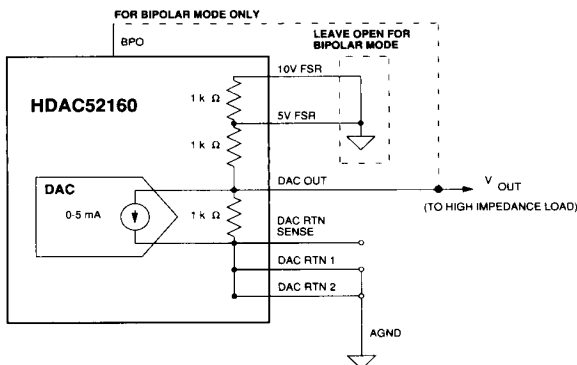 FOR BIPOLAR MODE ONLY
BPO
LEAVE OPEN FOR
BIPOLAR MODE
10V FSR
HDAC52160
1 k Ω
5V FSR
1 k Ω
DAC
DAC OUT
V OUT
0-5 mA
1 k Ω
(TO HIGH IMPEDANCE LOAD)
DAC RTN
SENSE
DAC RTN 1
DAC RTN 2
AGND